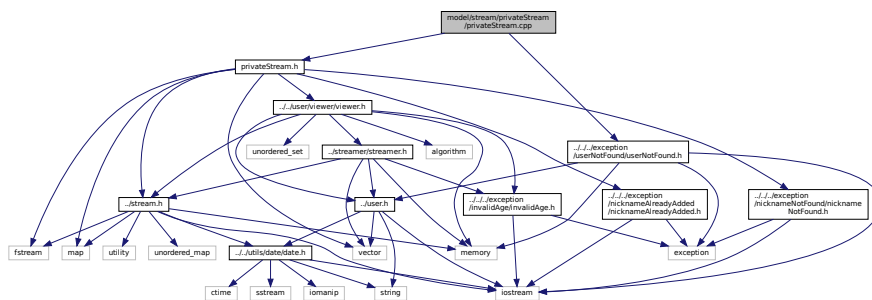 model/stream/privateStream
/privateStream.cpp
privateStream.h
../../user/viewer/viewer.h
unordered_set
../streamer/streamer.h
algorithm
../../../exception
/userNotFound/userNotFound.h
../stream.h
../user.h
../../../exception
/invalidAge/invalidAge.h
../../../exception
/nicknameAlreadyAdded
/nicknameAlreadyAdded.h
../../../exception
/nicknameNotFound/nickname
NotFound.h
fstream
map
utility
unordered_map
../../utils/date/date.h
vector
memory
exception
ctime
sstream
iomanip
string
iostream